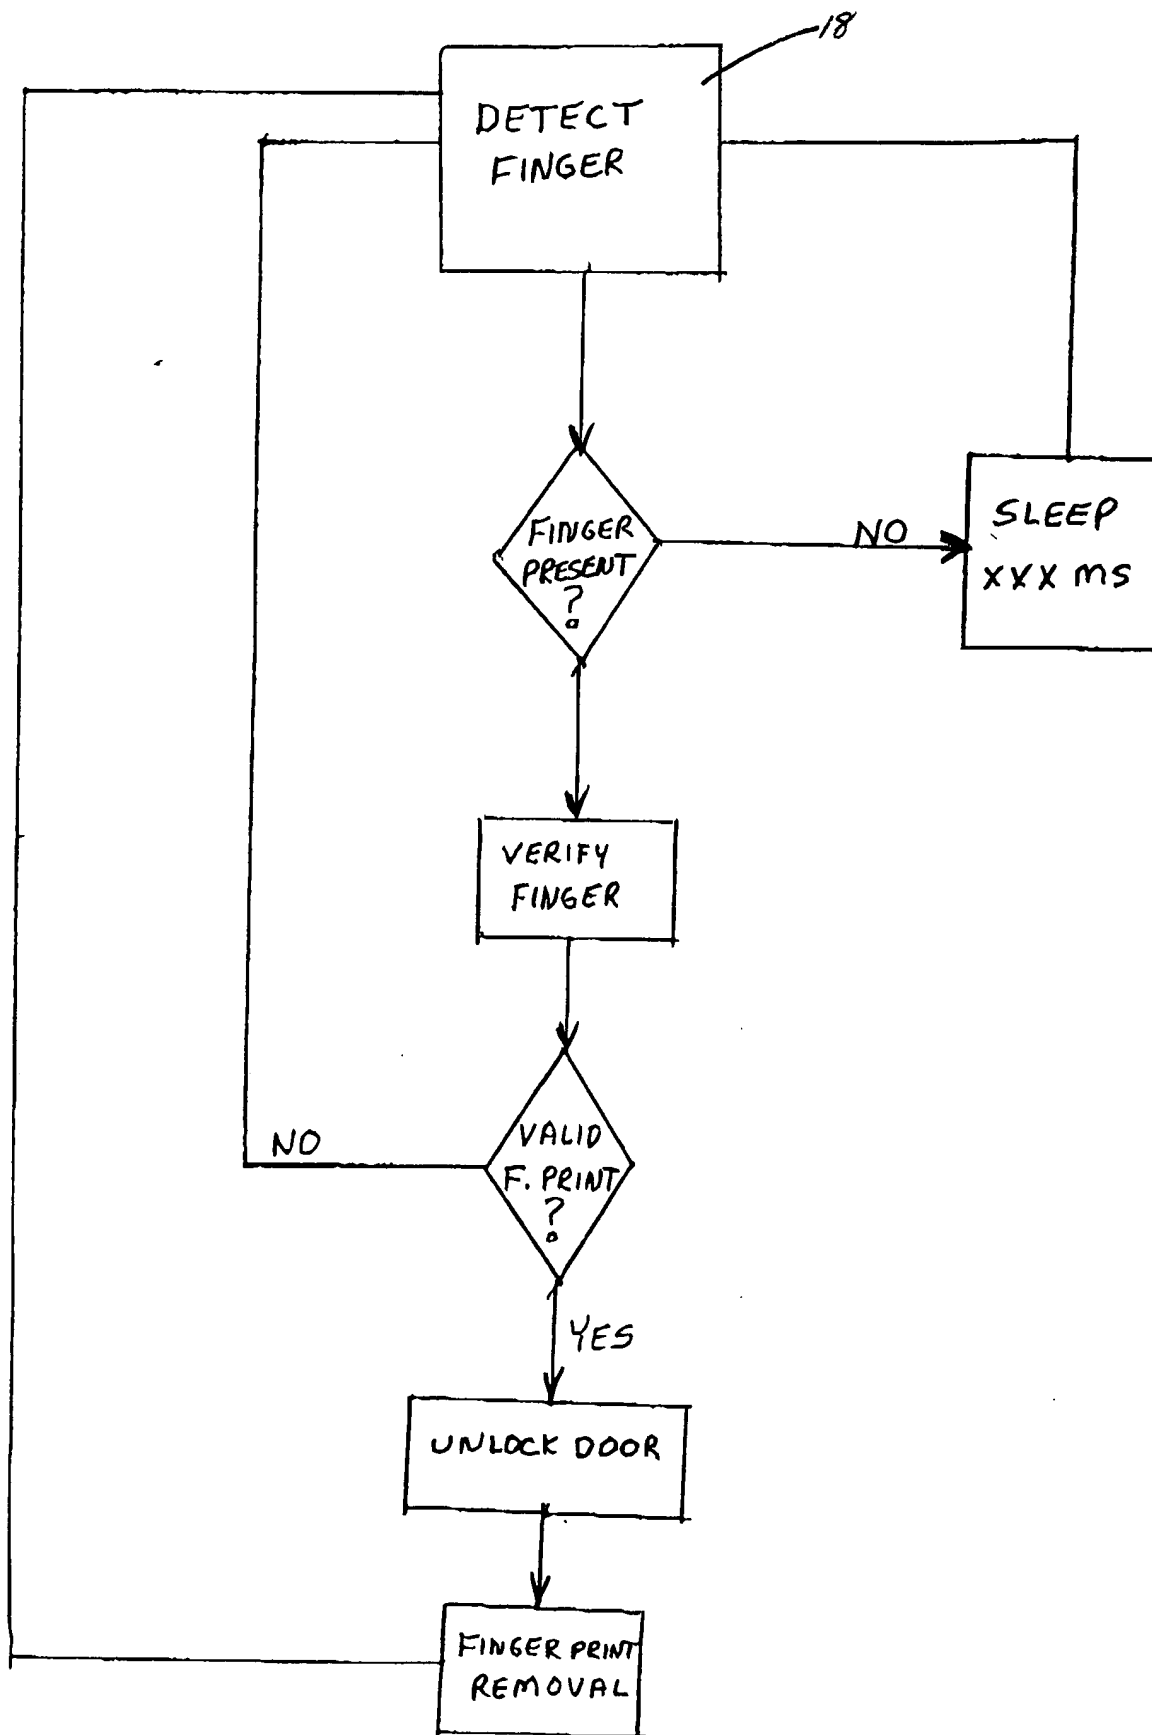 18
DETECT
FINGER
FINGER
PRESENT
?
NO
SLEEP
xxx ms
VERIFY
FINGER
VALID
F. PRINT
?
NO
YES
UNLOCK DOOR
FINGER PRINT
REMOVAL